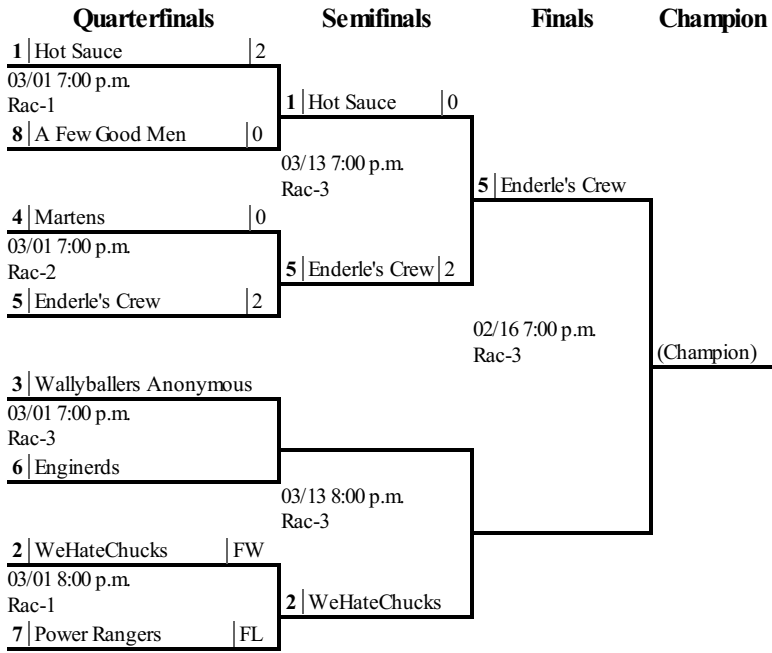 Quarterfinals Semifinals Finals Champion
1 Hot Sauce 2
03/01 7:00 p.m.
Rac-1
8 A Few Good Men 0
1 Hot Sauce 0
03/13 7:00 p.m.
Rac-3
4 Martens 0
03/01 7:00 p.m.
Rac-2
5 Enderle's Crew 2
5 Enderle's Crew 2
5 Enderle's Crew
02/16 7:00 p.m.
Rac-3
(Champion)
3 Wallyballers Anonymous
03/01 7:00 p.m.
Rac-3
6 Enginerds
03/13 8:00 p.m.
Rac-3
2 WeHateChucks FW
03/01 8:00 p.m.
Rac-1
7 Power Rangers FL
2 WeHateChucks